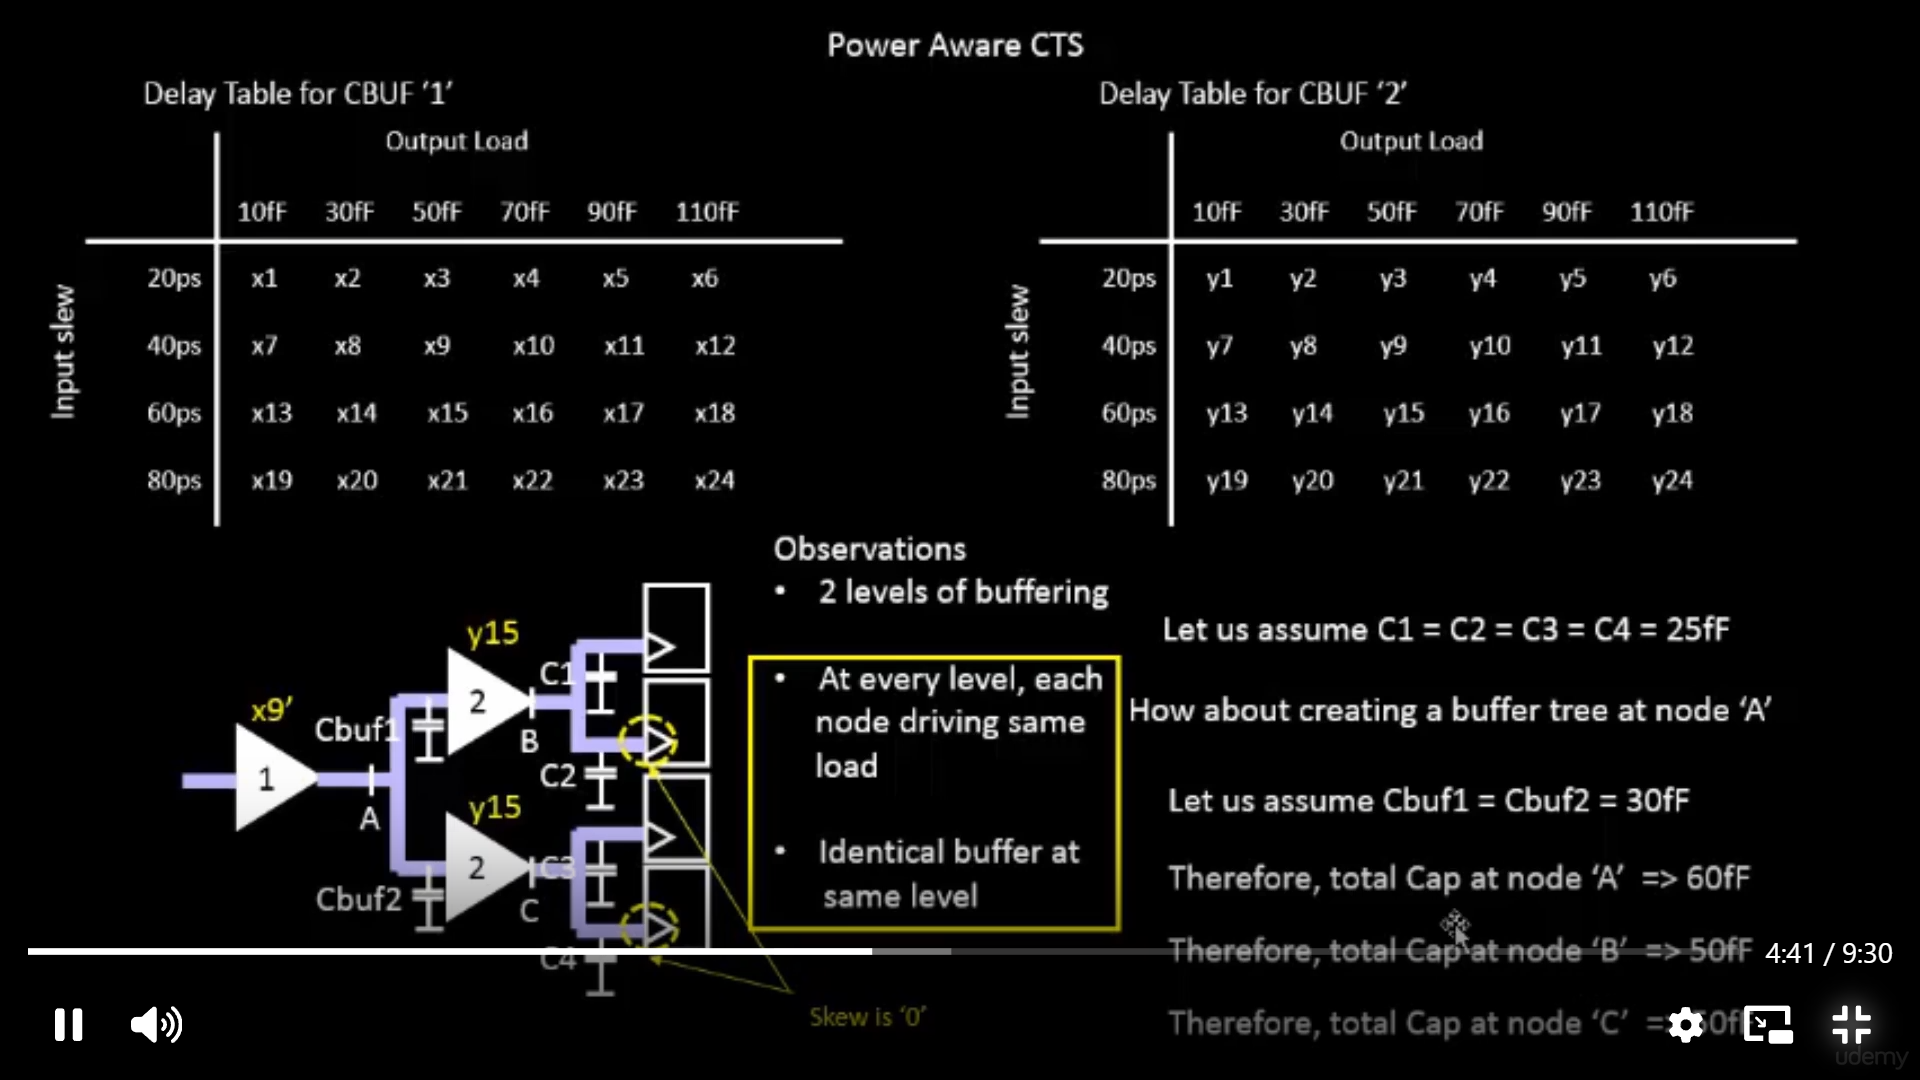 Power Aware CTS
Delay Table for CBUF '1'
Output Load
10fF 30fF 50fF 70fF 90fF 110fF
Input slew
20ps x1 x2 x3 x4 x5 x6
40ps x7 x8 x9 x10 x11 x12
60ps x13 x14 x15 x16 x17 x18
80ps x19 x20 x21 x22 x23 x24
Delay Table for CBUF '2'
Output Load
10fF 30fF 50fF 70fF 90fF 110fF
Input slew
20ps y1 y2 y3 y4 y5 y6
40ps y7 y8 y9 y10 y11 y12
60ps y13 y14 y15 y16 y17 y18
80ps y19 y20 y21 y22 y23 y24
y15
C1
2
x9'
Cbuf1
B
1
C2
A
y15
2
C3
Cbuf2
C
C4
Skew is '0'
Observations
• 2 levels of buffering
• At every level, each
node driving same
load
• Identical buffer at
same level
Let us assume C1 = C2 = C3 = C4 = 25fF
How about creating a buffer tree at node 'A'
Let us assume Cbuf1 = Cbuf2 = 30fF
Therefore, total Cap at node 'A' => 60fF
Therefore, total Cap at node 'B' => 50fF
Therefore, total Cap at node 'C'
4:41 / 9:30
udemy